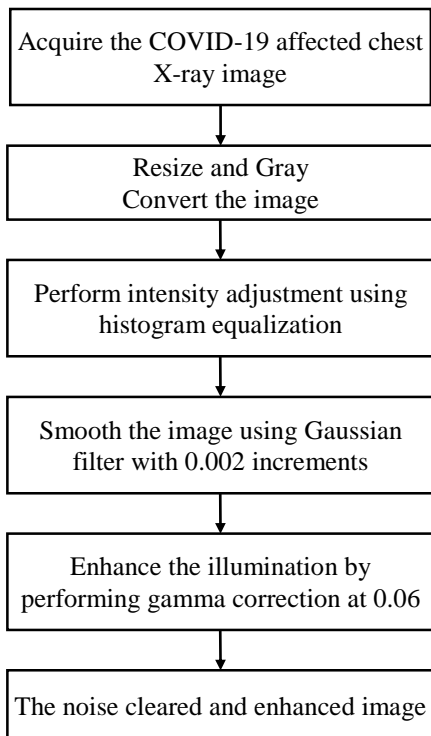 Acquire the COVID-19 affected chest
X-ray image
Resize and Gray
Convert the image
Perform intensity adjustment using
histogram equalization
Smooth the image using Gaussian
filter with 0.002 increments
Enhance the illumination by
performing gamma correction at 0.06
The noise cleared and enhanced image